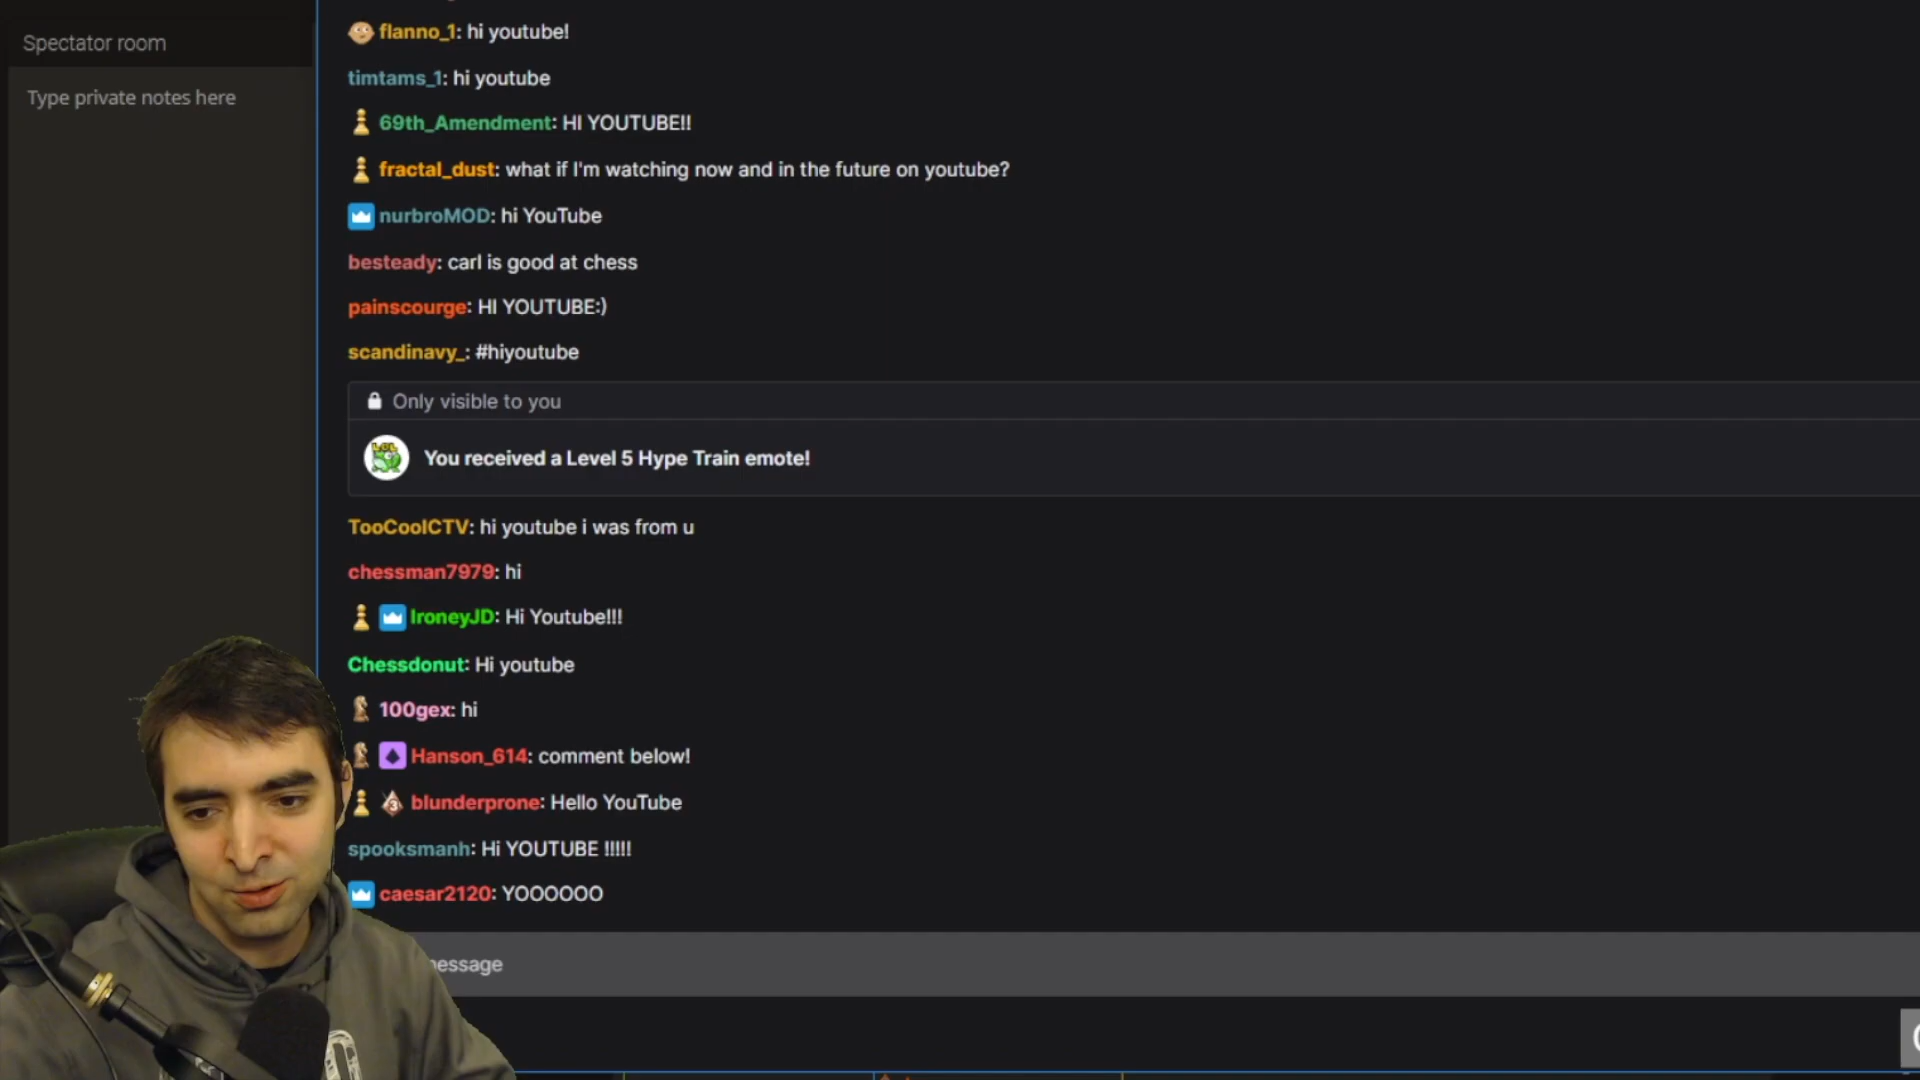 Spectator room
Type private notes here
flanno_1: hi youtube!
timtams_1: hi youtube
69th_Amendment: HI YOUTUBE!!
fractal_dust: what if I'm watching now and in the future on youtube?
nurbroMOD: hi YouTube
besteady: carl is good at chess
painscourge: HI YOUTUBE:)
scandinavy_: #hiyoutube
Only visible to you
LOL
You received a Level 5 Hype Train emote!
TooCoolCTV: hi youtube i was from u
chessman7979: hi
IroneyJD: Hi Youtube!!!
Chessdonut: Hi youtube
100gex: hi
Hanson_614: comment below!
3 blunderprone: Hello YouTube
spooksmanh: Hi YOUTUBE !!!!!
caesar2120: YOOOOOO
essage